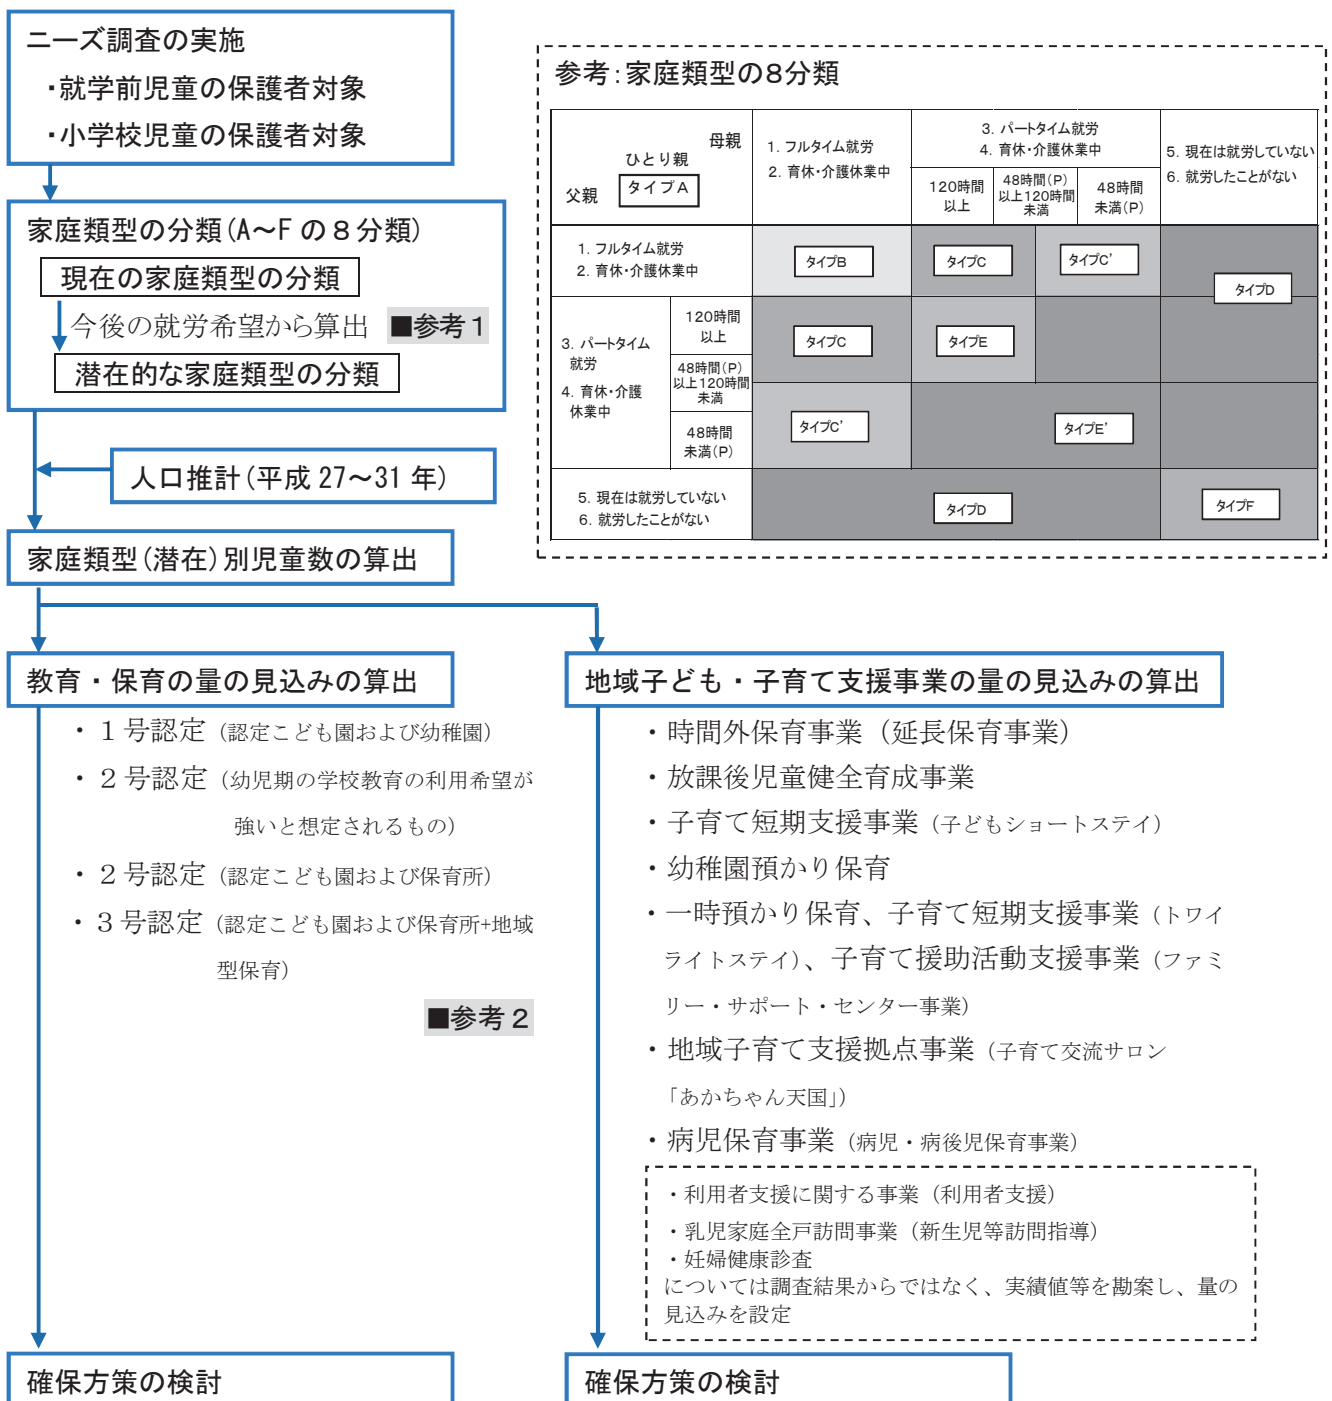 ニーズ調査の実施
・就学前児童の保護者対象
・小学校児童の保護者対象
家庭類型の分類(A～Fの8分類)
現在の家庭類型の分類
今後の就労希望から算出 ■参考1
潜在的な家庭類型の分類
人口推計(平成27～31年)
家庭類型(潜在)別児童数の算出
参考:家庭類型の8分類
母親
ひとり親
父親 タイプA
1. フルタイム就労
2. 育休・介護休業中
3. パートタイム就労
4. 育休・介護休業中
120時間
以上
48時間(P)
以上120時間
未満
48時間
未満(P)
5. 現在は就労していない
6. 就労したことがない
1. フルタイム就労
2. 育休・介護休業中
タイプB
タイプC
タイプC’
タイプD
3. パートタイム
就労
4. 育休・介護
休業中
120時間
以上
48時間(P)
以上120時間
未満
48時間
未満(P)
タイプC
タイプE
タイプC’
タイプE’
5. 現在は就労していない
6. 就労したことがない
タイプD
タイプF
教育・保育の量の見込みの算出
・1号認定(認定こども園および幼稚園)
・2号認定(幼児期の学校教育の利用希望が
強いと想定されるもの)
・2号認定(認定こども園および保育所)
・3号認定(認定こども園および保育所+地域
型保育)
■参考2
確保方策の検討
地域子ども・子育て支援事業の量の見込みの算出
・時間外保育事業(延長保育事業)
・放課後児童健全育成事業
・子育て短期支援事業(子どもショートステイ)
・幼稚園預かり保育
・一時預かり保育、子育て短期支援事業(トワイ
ライトステイ)、子育て援助活動支援事業(ファミ
リー・サポート・センター事業)
・地域子育て支援拠点事業(子育て交流サロン
「あかちゃん天国」)
・病児保育事業(病児・病後児保育事業)
・利用者支援に関する事業(利用者支援)
・乳児家庭全戸訪問事業(新生児等訪問指導)
・妊婦健康診査
については調査結果からではなく、実績値等を勘案し、量の
見込みを設定
確保方策の検討